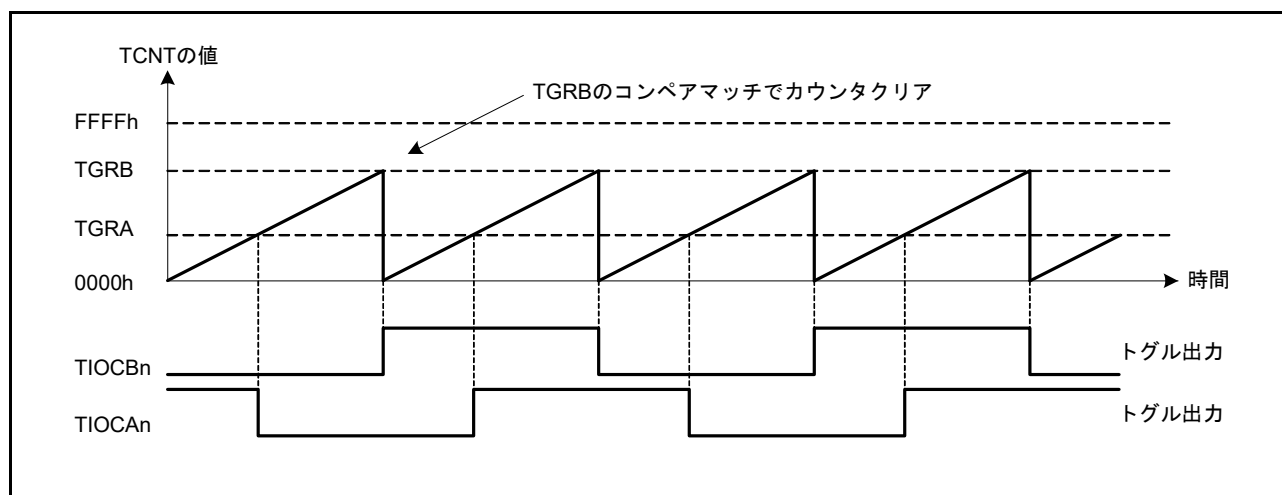 TCNTの値
TGRBのコンペアマッチでカウンタクリア
FFFFh
TGRB
TGRA
0000h
時間
TIOCBn
トグル出力
TIOCAn
トグル出力